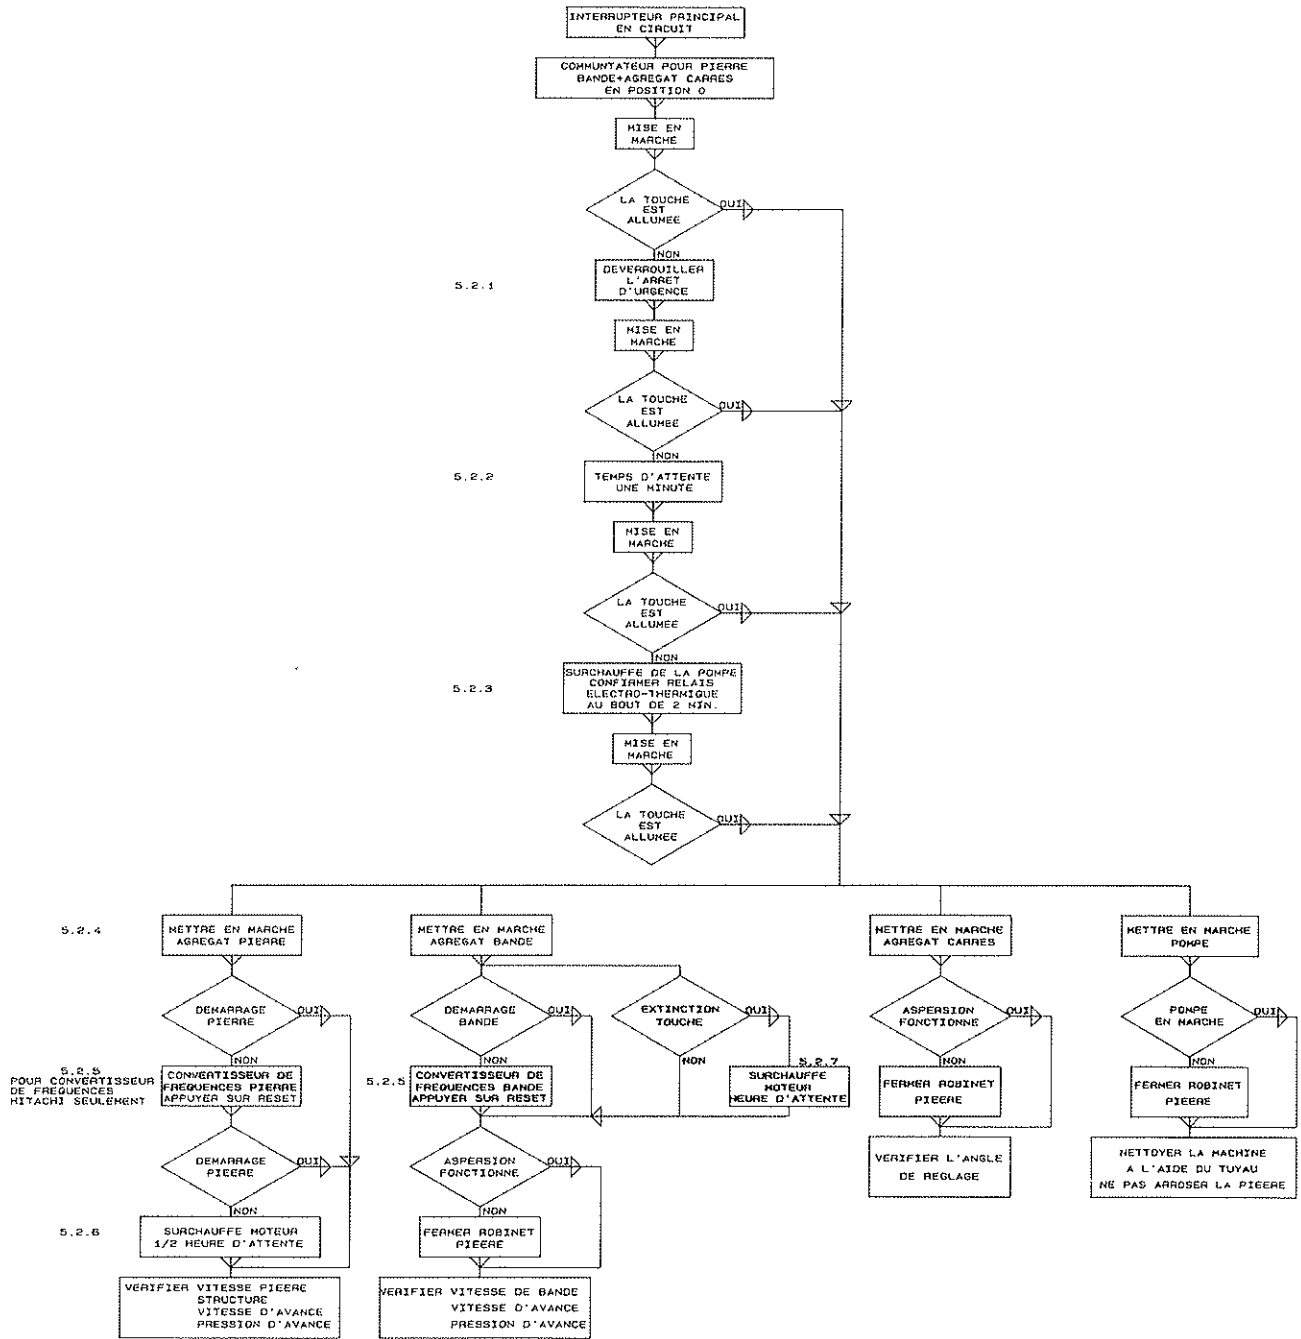 INTERRUPTEUR PRINCIPAL
EN CIRCUIT
COMMUNTATEUR POUR PIERRE
BANDE+AGREGAT CARRES
EN POSITION 0
MISE EN
MARCHE
LA TOUCHE
EST
ALLUMEE
OUI
NON
5.2.1
DEVERROUILLER
L'ARRET
D'URGENCE
MISE EN
MARCHE
LA TOUCHE
EST
ALLUMEE
OUI
NON
5.2.2
TEMPS D'ATTENTE
UNE MINUTE
MISE EN
MARCHE
LA TOUCHE
EST
ALLUMEE
OUI
NON
5.2.3
SURCHAUFFE DE LA POMPE
CONFIRMER RELAIS
ELECTRO-THERMIQUE
AU BOUT DE 2 MIN.
MISE EN
MARCHE
LA TOUCHE
EST
ALLUMEE
OUI
5.2.4
METTRE EN MARCHE
AGREGAT PIERRE
DEMARRAGE
PIERRE
OUI
NON
5.2.5
POUR CONVERTISSEUR
DE FREQUENCES
HITACHI SEULEMENT
CONVERTISSEUR DE
FREQUENCES PIERRE
APPUYER SUR RESET
DEMARRAGE
PIEERE
OUI
NON
5.2.6
SURCHAUFFE MOTEUR
1/2 HEURE D'ATTENTE
VERIFIER VITESSE PIEERE
STRUCTURE
VITESSE D'AVANCE
PRESSION D'AVANCE
METTRE EN MARCHE
AGREGAT BANDE
DEMARRAGE
BANDE
OUI
NON
5.2.5
CONVERTISSEUR DE
FREQUENCES BANDE
APPUYER SUR RESET
EXTINCTION
TOUCHE
OUI
NON
5.2.7
SURCHAUFFE
MOTEUR
HEURE D'ATTENTE
ASPERSION
FONCTIONNE
OUI
NON
FERMER ROBINET
PIEERE
VERIFIER VITESSE DE BANDE
VITESSE D'AVANCE
PRESSION D'AVANCE
METTRE EN MARCHE
AGREGAT CARRES
ASPERSION
FONCTIONNE
OUI
NON
FERMER ROBINET
PIEERE
VERIFIER L'ANGLE
DE REGLAGE
METTRE EN MARCHE
POMPE
POMPE
EN MARCHE
OUI
NON
FERMER ROBINET
PIEERE
NETTOYER LA MACHINE
A L'AIDE DU TUYAU
NE PAS ARROSER LA PIEERE